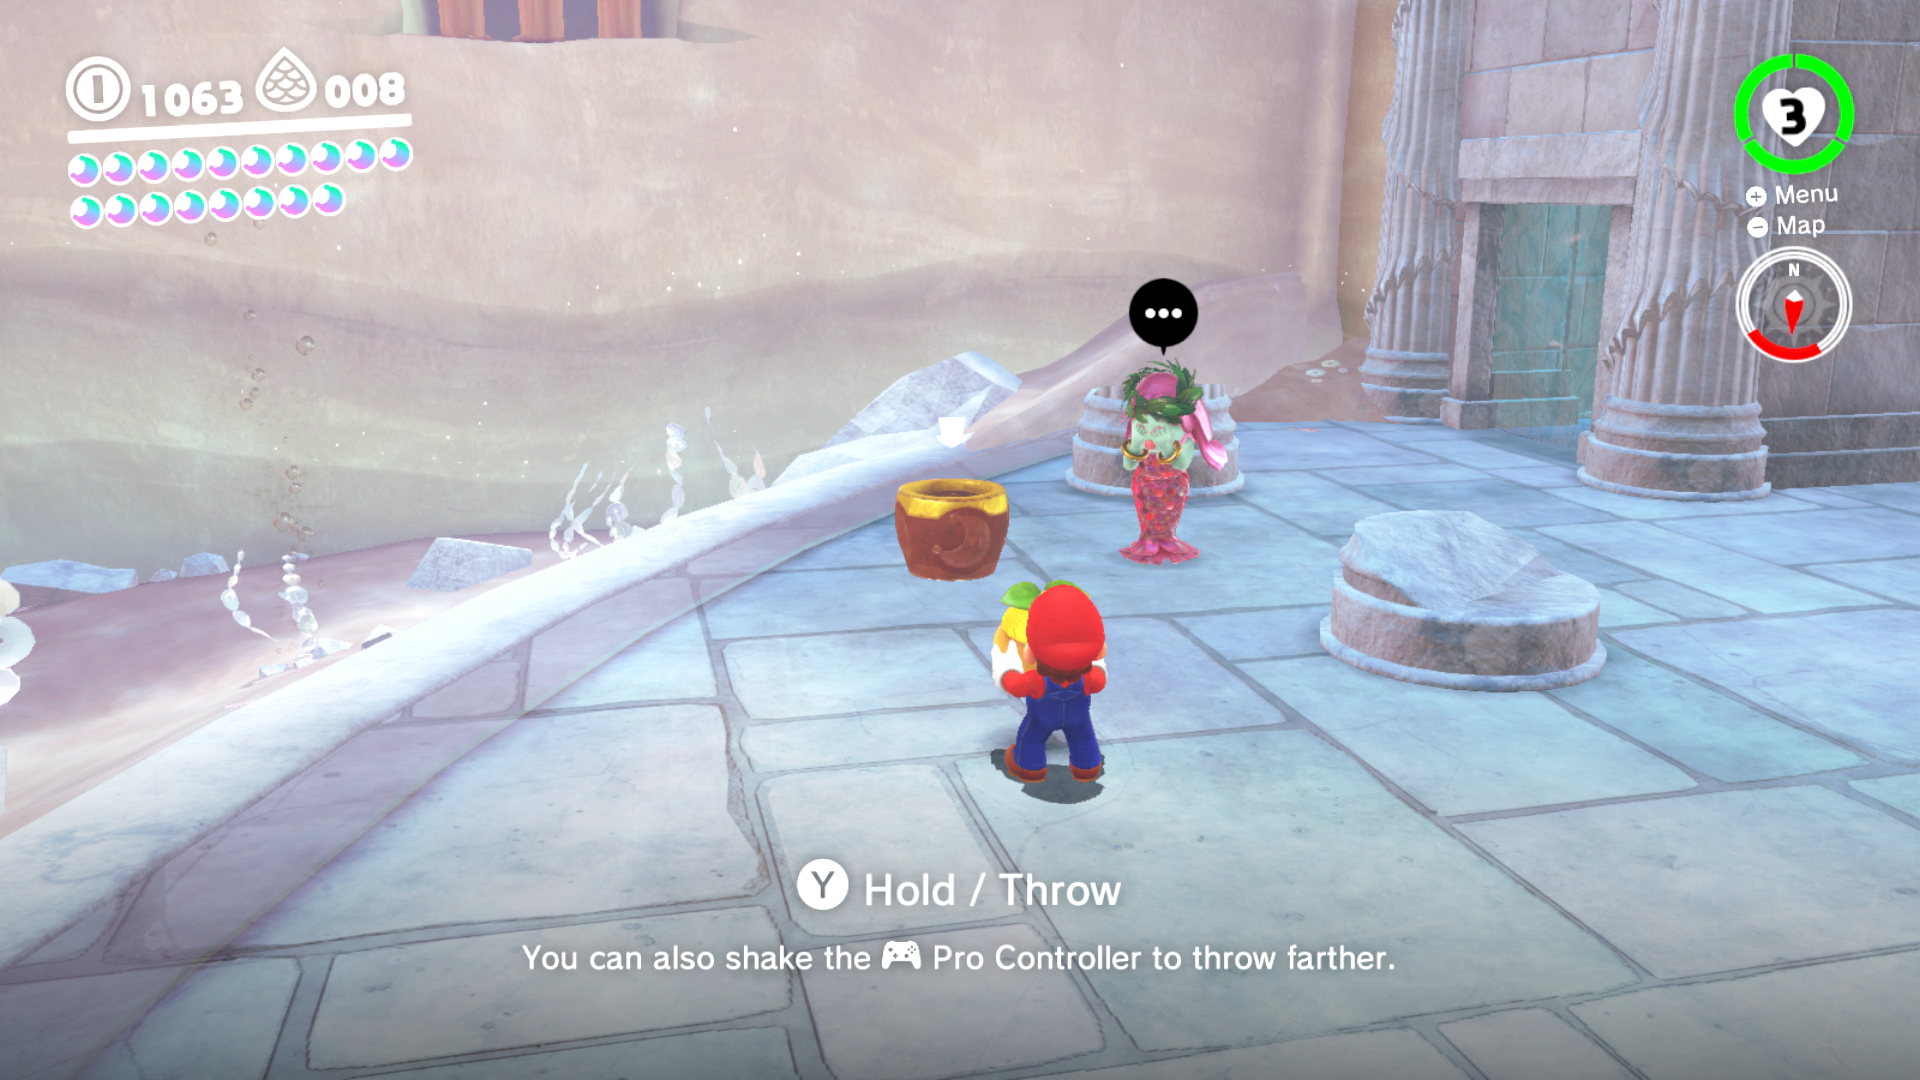 1063 008
3
Menu
Map
N
Y Hold / Throw
You can also shake the Pro Controller to throw farther.